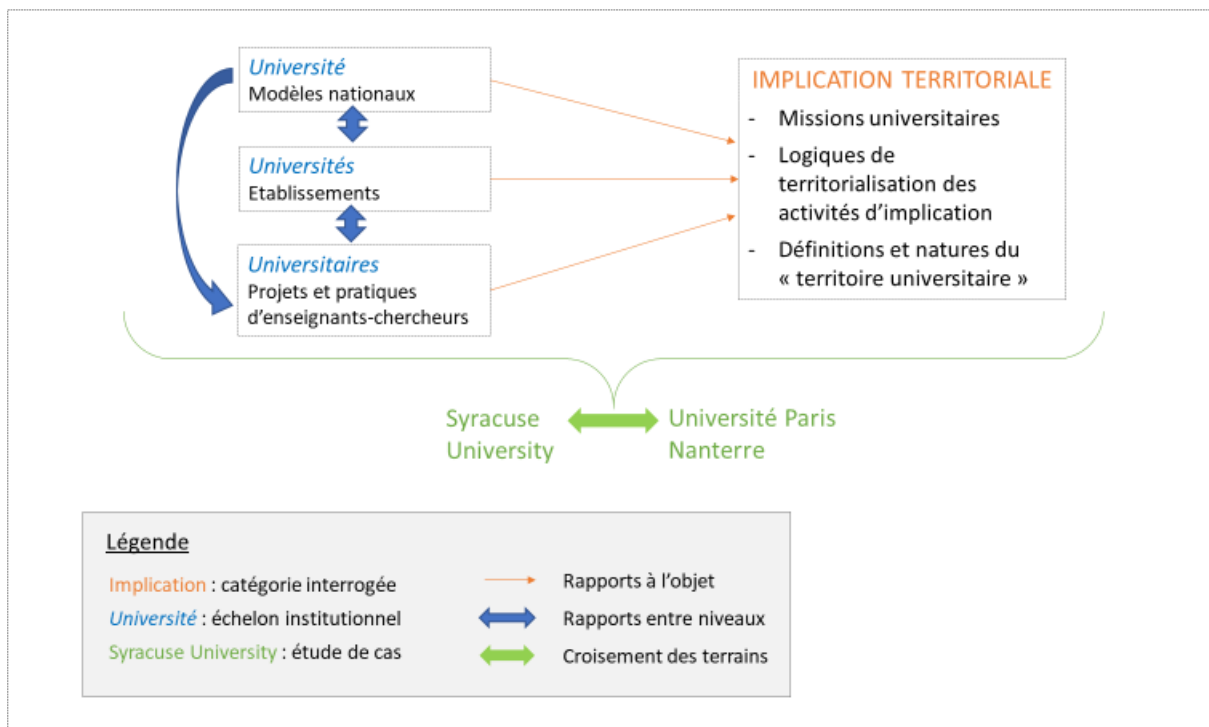 Université
Modèles nationaux
Universités
Etablissements
Universitaires
Projets et pratiques
d'enseignants-chercheurs
IMPLICATION TERRITORIALE
- Missions universitaires
- Logiques de
territorialisation des
activités d'implication
- Définitions et natures du
« territoire universitaire »
Syracuse
University
Université Paris
Nanterre
Légende
Implication : catégorie interrogée
Université : échelon institutionnel
Syracuse University : étude de cas
Rapports à l'objet
Rapports entre niveaux
Croisement des terrains